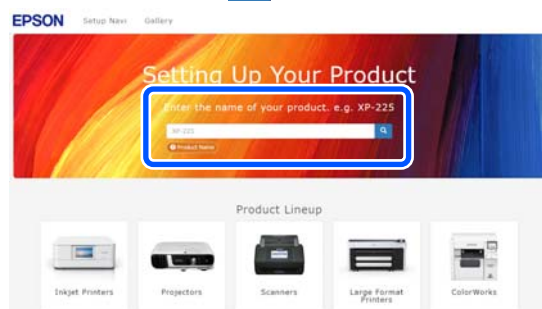 EPSON Setup Navi Gallery
Setting Up Your Product
Enter the name of your product. e.g. XP-225
XP-225
Product Name
Product Lineup
Inkjet Printers
Projectors
Scanners
Large Format
Printers
ColorWorks